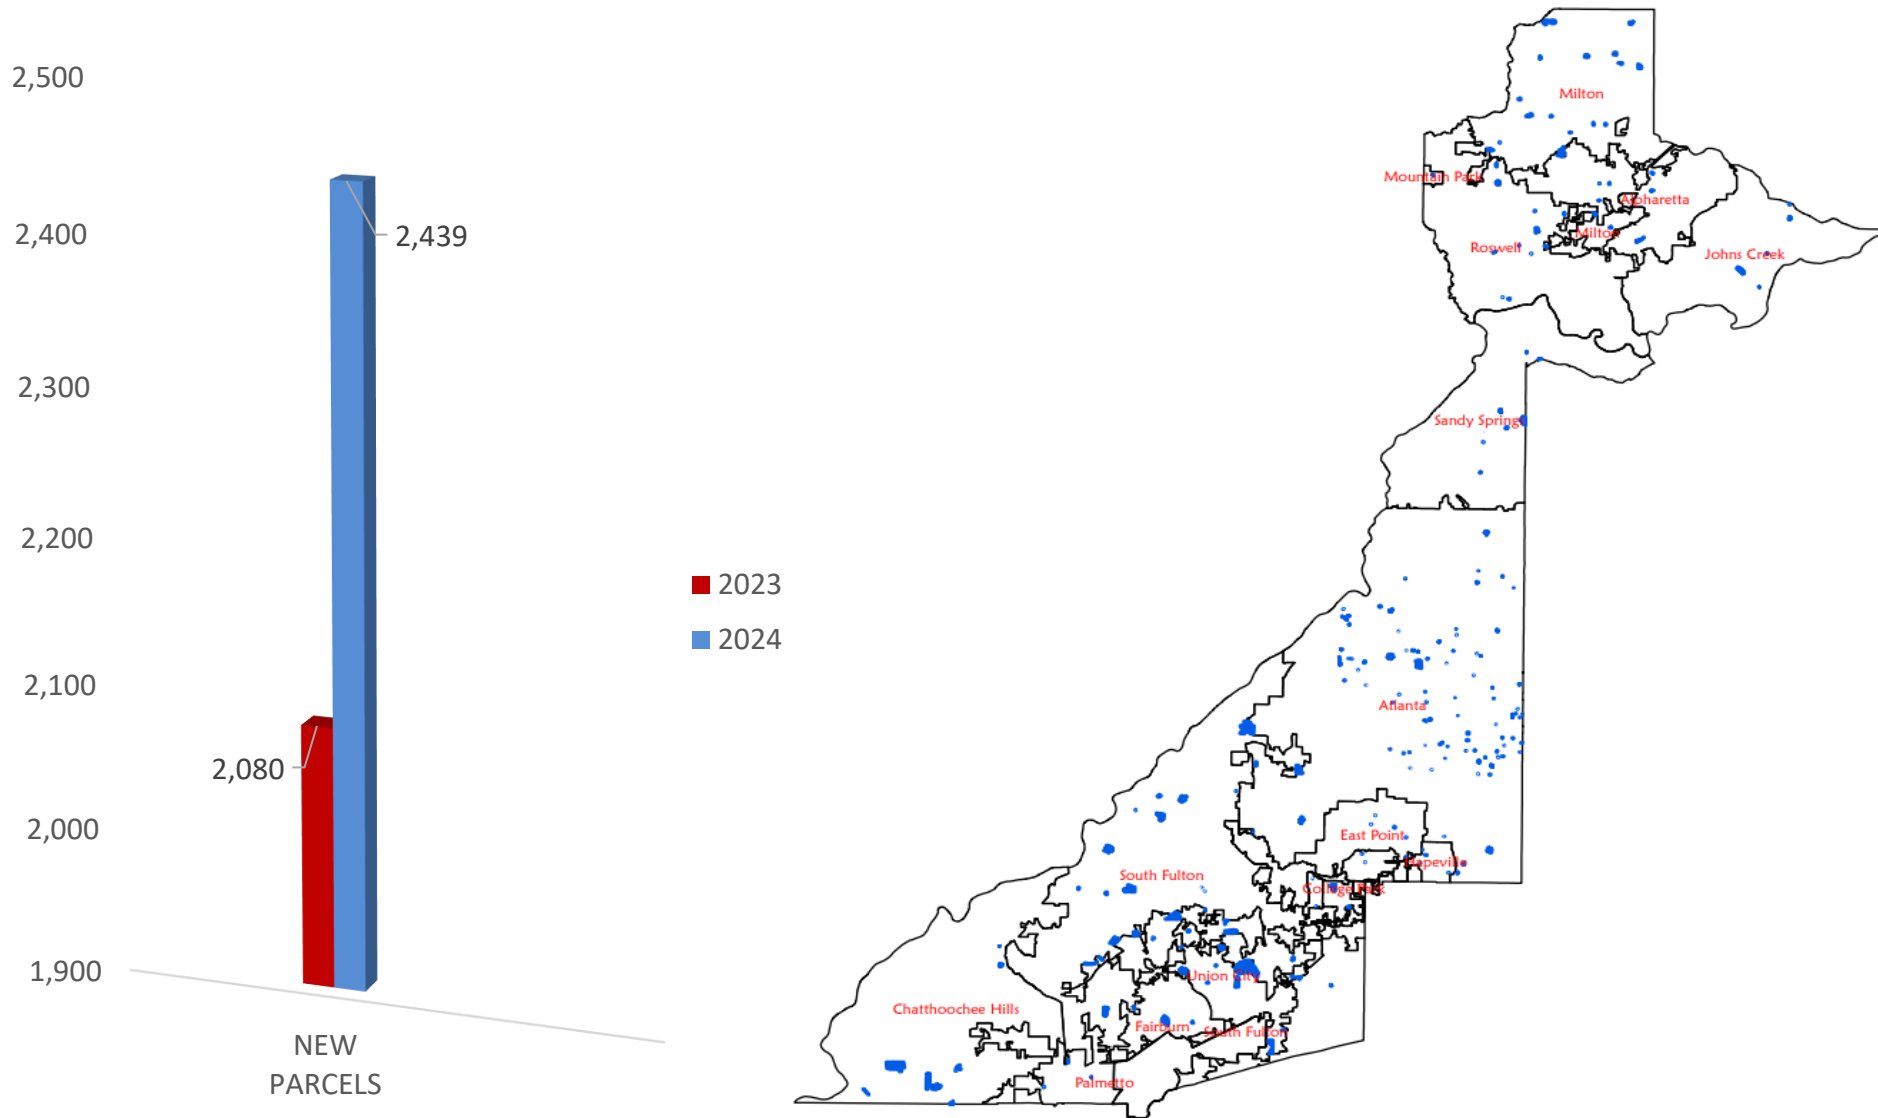 2,500
2,400
2,300
2,200
2,100
2,000
1,900
2,439
2,080
NEW
PARCELS
2023
2024
Milton
Mountain Park
Alpharetta
Milton
Roswell
Johns Creek
Sandy Springs
Atlanta
East Point
Hapeville
College Park
South Fulton
Union City
Chatthoochee Hills
Fairburn
South Fulton
Palmetto